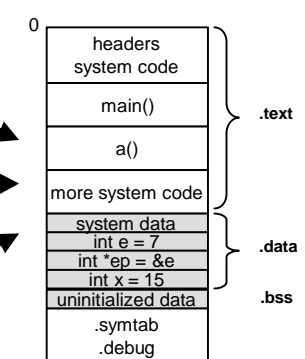 0
headers
system code
main()
.text
a()
more system code
system data
int e = 7
.data
int *ep = &e
int x = 15
uninitialized data
.bss
.symtab
.debug